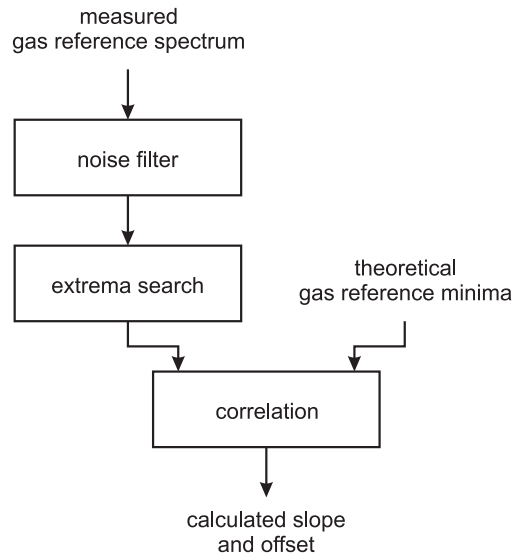 measured
gas reference spectrum
noise filter
extrema search
theoretical
gas reference minima
correlation
calculated slope
and offset